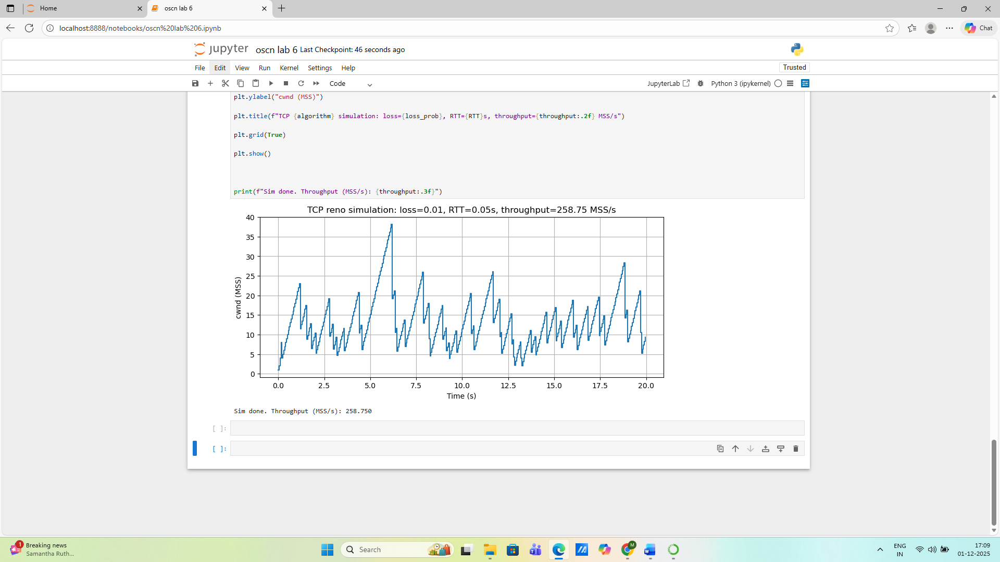 Home
oscn lab 6
localhost:8888/notebooks/oscn%20lab%206.ipynb
Chat
jupyter oscn lab 6 Last Checkpoint: 46 seconds ago
File Edit View Run Kernel Settings Help
Trusted
Code
JupyterLab
Python 3 (ipykernel)
plt.ylabel("cwnd (MSS)")
plt.title(f"TCP {algorithm} simulation: loss={loss_prob}, RTT={RTT}s, throughput={throughput:.2f} MSS/s")
plt.grid(True)
plt.show()
print(f"Sim done. Throughput (MSS/s): {throughput:.3f}")
TCP reno simulation: loss=0.01, RTT=0.05s, throughput=258.75 MSS/s
40
35
30
25
20
15
10
5
0
cwnd (MSS)
0.0 2.5 5.0 7.5 10.0 12.5 15.0 17.5 20.0
Time (s)
Sim done. Throughput (MSS/s): 258.750
[ ]:
[ ]:
1
Breaking news
Samantha Ruth...
Search
M
ENG
IN
17:09
01-12-2025